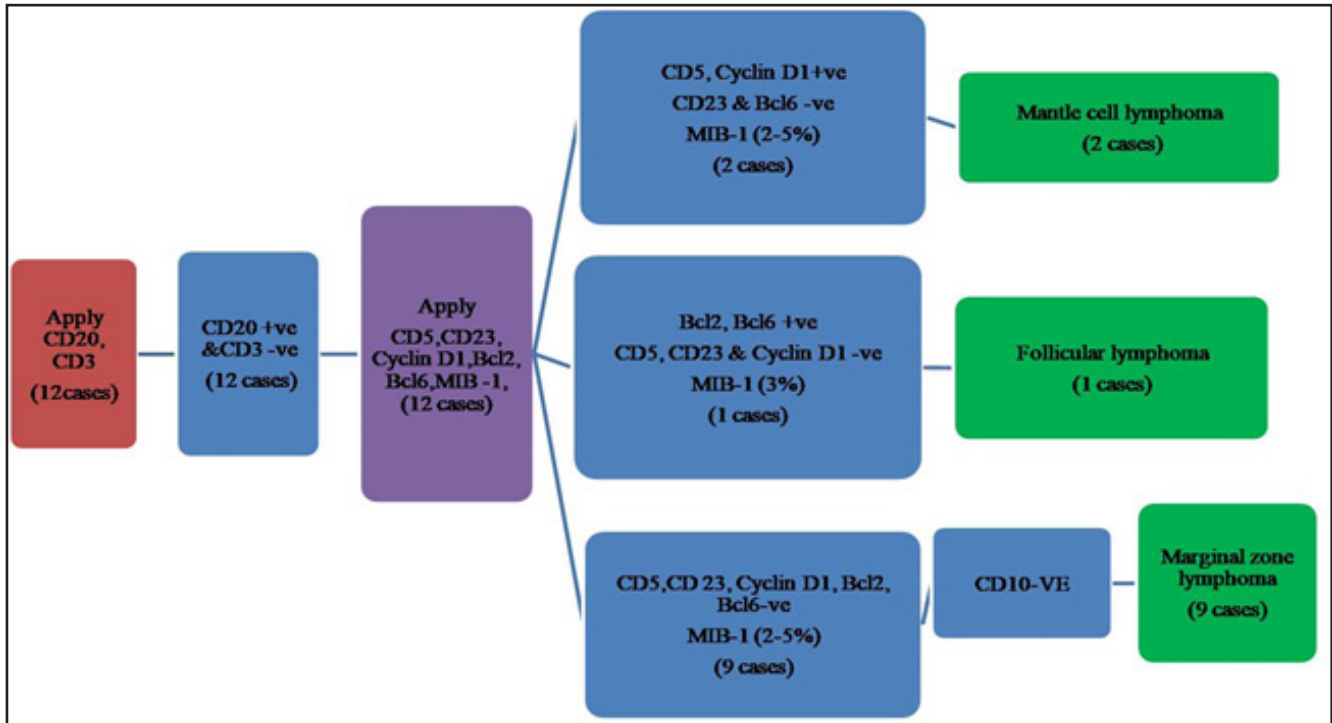 Apply
CD20,
CD3
(12cases)
CD20 +ve
&CD3 -ve
(12 cases)
Apply
CD5,CD23,
Cyclin D1,Bcl2,
Bcl6,MIB -1,
(12 cases)
CD5, Cyclin D1+ve
CD23 & Bcl6 -ve
MIB-1 (2-5%)
(2 cases)
Mantle cell lymphoma
(2 cases)
Bcl2, Bcl6 +ve
CD5, CD23 & Cyclin D1 -ve
MIB-1 (3%)
(1 cases)
Follicular lymphoma
(1 cases)
CD5,CD 23, Cyclin D1, Bcl2,
Bcl6-ve
MIB-1 (2-5%)
(9 cases)
CD10-VE
Marginal zone
lymphoma
(9 cases)